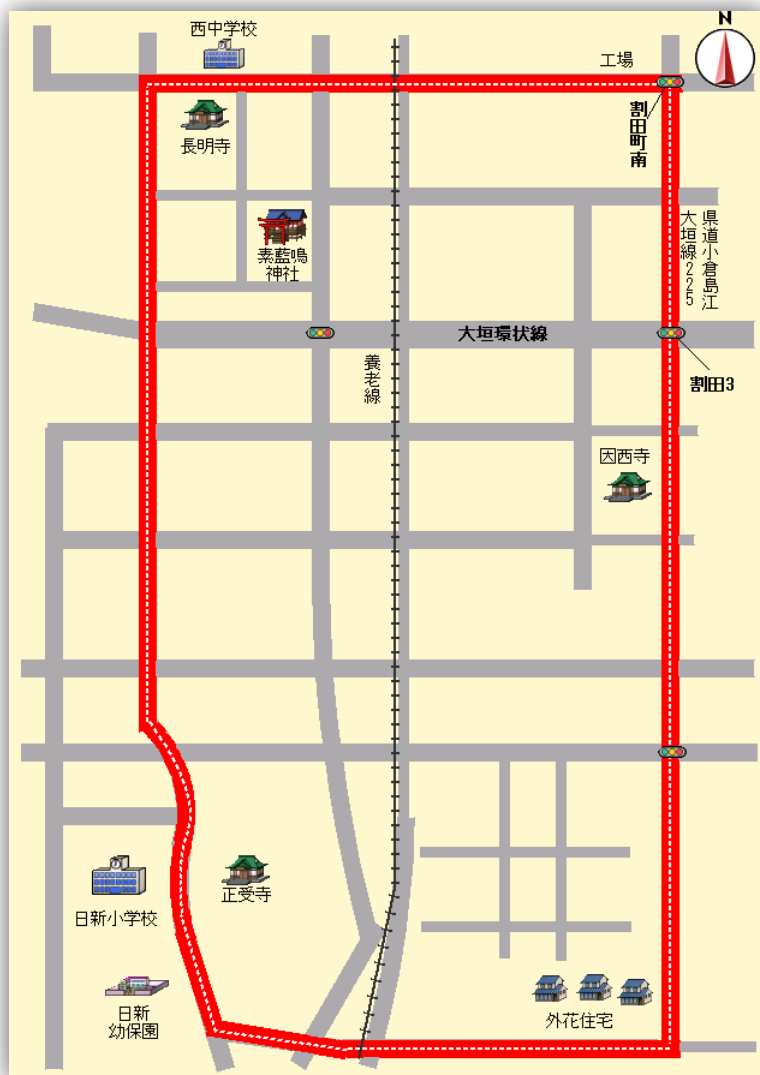 西中学校
N
工場
長明寺
割田町南
素藍鳴
神社
県道小倉島江
大垣線225
大垣環状線
養老線
割田3
因西寺
日新小学校
正受寺
日新
幼保園
外花住宅